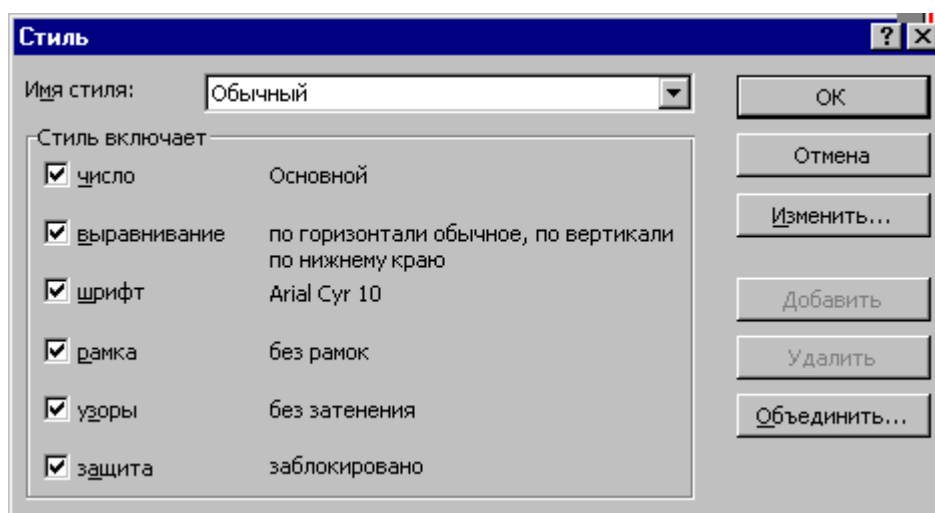 Стиль
Имя стиля: Обычный
ОК
Стиль включает
Отмена
число Основной
Изменить...
выравнивание по горизонтали обычное, по вертикали
по нижнему краю
шрифт Arial Cyr 10
Добавить
рамка без рамок
Удалить
узоры без затенения
Объединить...
защита заблокировано